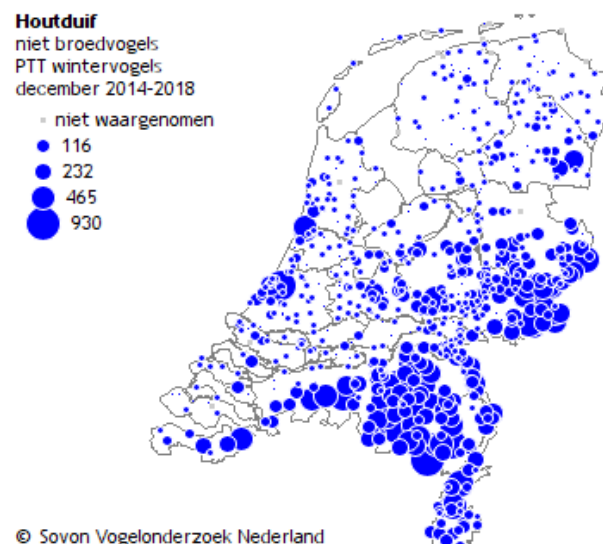 Houtduif
niet broedvogels
PTT wintervogels
december 2014-2018
niet waargenomen
116
232
465
930
© Sovon Vogelonderzoek Nederland